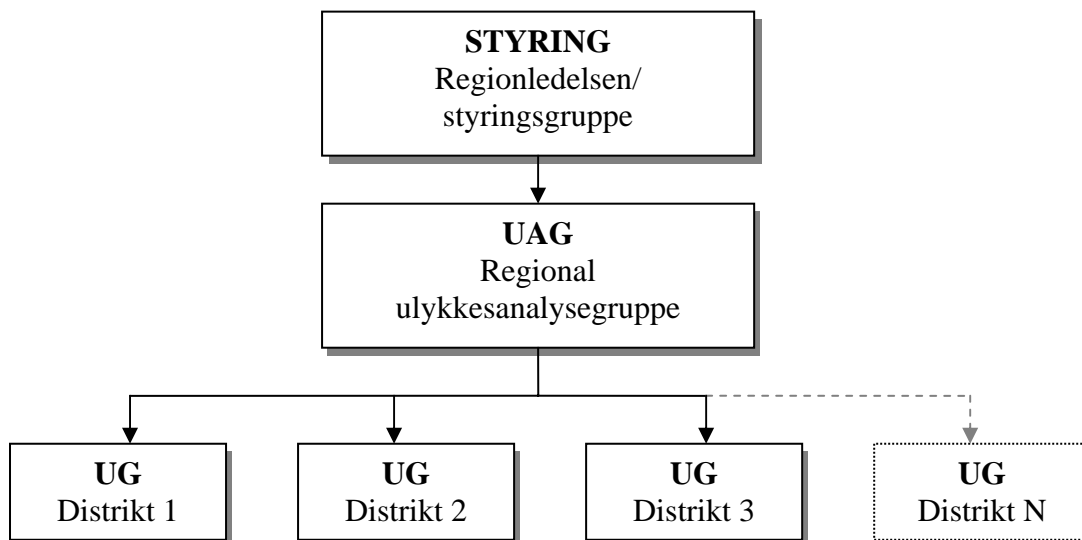 STYRING
Regionledelsen/
styringsgruppe
UAG
Regional
ulykkesanalysegruppe
UG
Distrikt 1
UG
Distrikt 2
UG
Distrikt 3
UG
Distrikt N